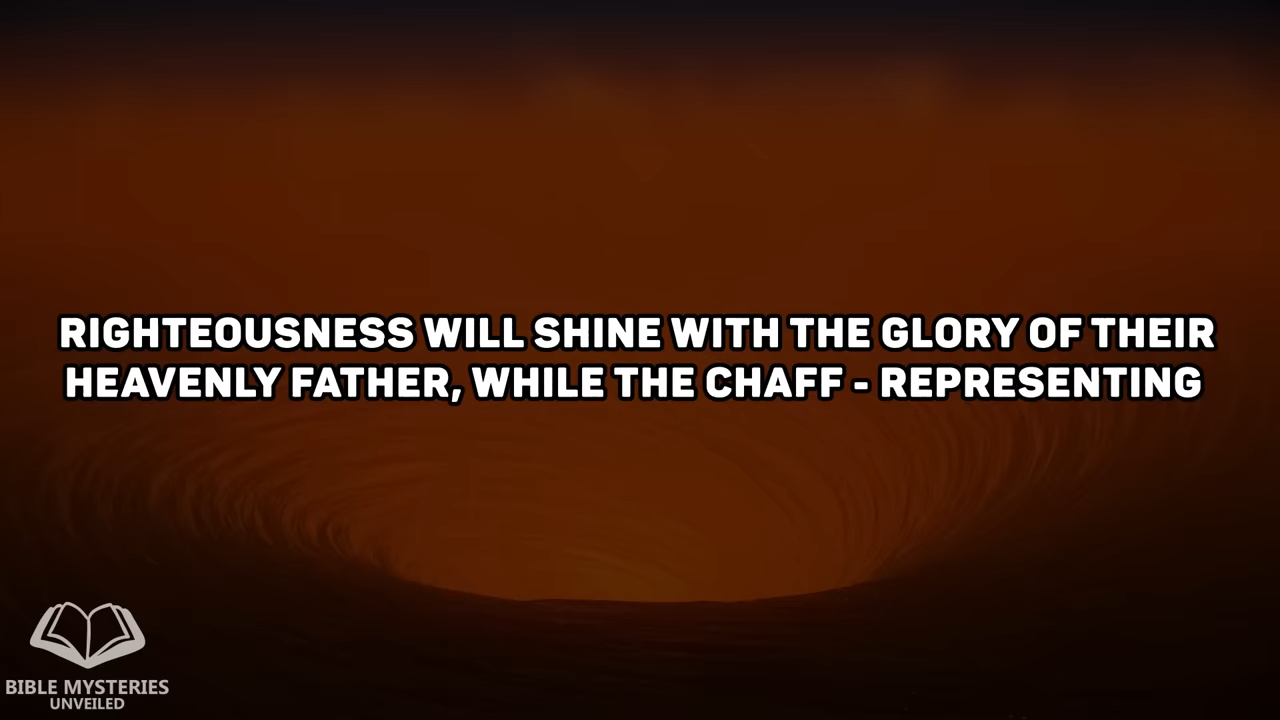 RIGHTEOUSNESS WILL SHINE WITH THE GLORY OF THEIR
HEAVENLY FATHER, WHILE THE CHAFF - REPRESENTING
BIBLE MYSTERIES
UNVEILED